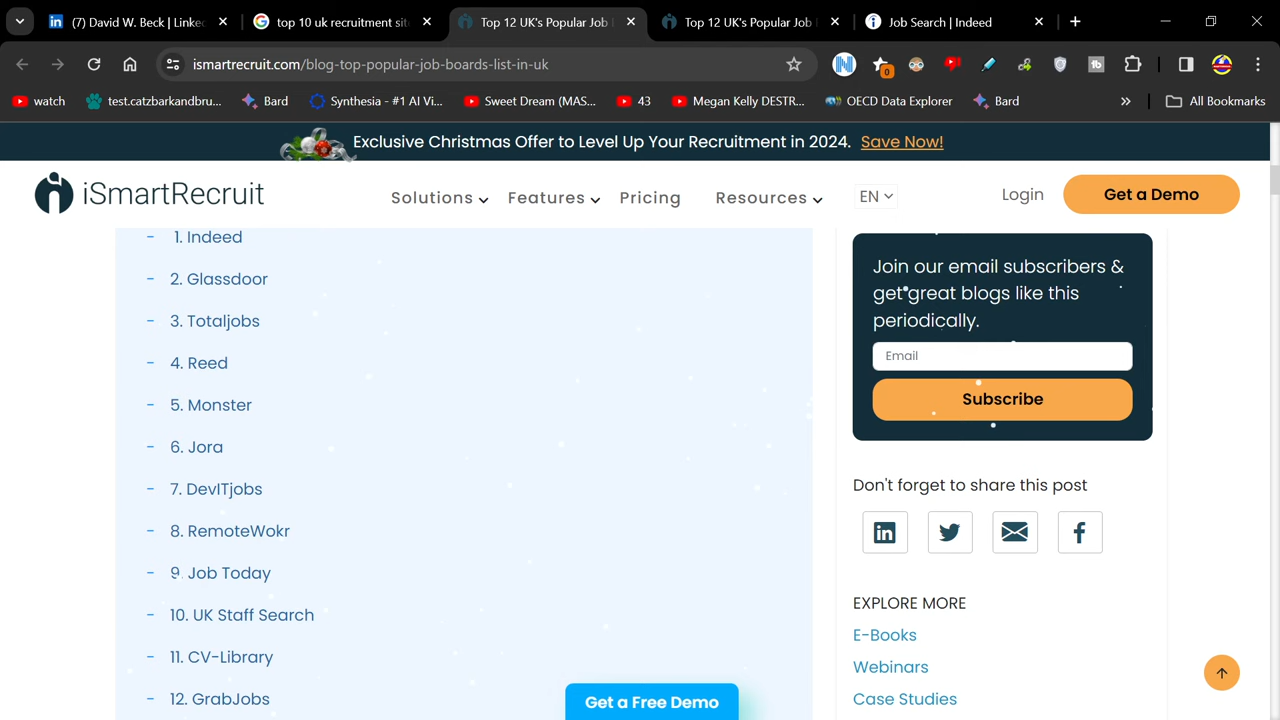 (7) David W. Beck | Linke
top 10 uk recruitment sit
Top 12 UK's Popular Job
Top 12 UK's Popular Job
Job Search | Indeed
ismartrecruit.com/blog-top-popular-job-boards-list-in-uk
0
watch
test.catzbarkandbru...
Bard
Synthesia - #1 AI Vi...
Sweet Dream (MAS...
43
Megan Kelly DESTR...
OECD Data Explorer
Bard
All Bookmarks
Exclusive Christmas Offer to Level Up Your Recruitment in 2024. Save Now!
iSmartRecruit
Solutions
Features
Pricing
Resources
EN
Login
Get a Demo
- 1. Indeed
- 2. Glassdoor
- 3. Totaljobs
- 4. Reed
- 5. Monster
- 6. Jora
- 7. DevITjobs
- 8. RemoteWokr
- 9. Job Today
- 10. UK Staff Search
- 11. CV-Library
- 12. GrabJobs
Get a Free Demo
Join our email subscribers &
get great blogs like this
periodically.
Email
Subscribe
Don't forget to share this post
EXPLORE MORE
E-Books
Webinars
Case Studies